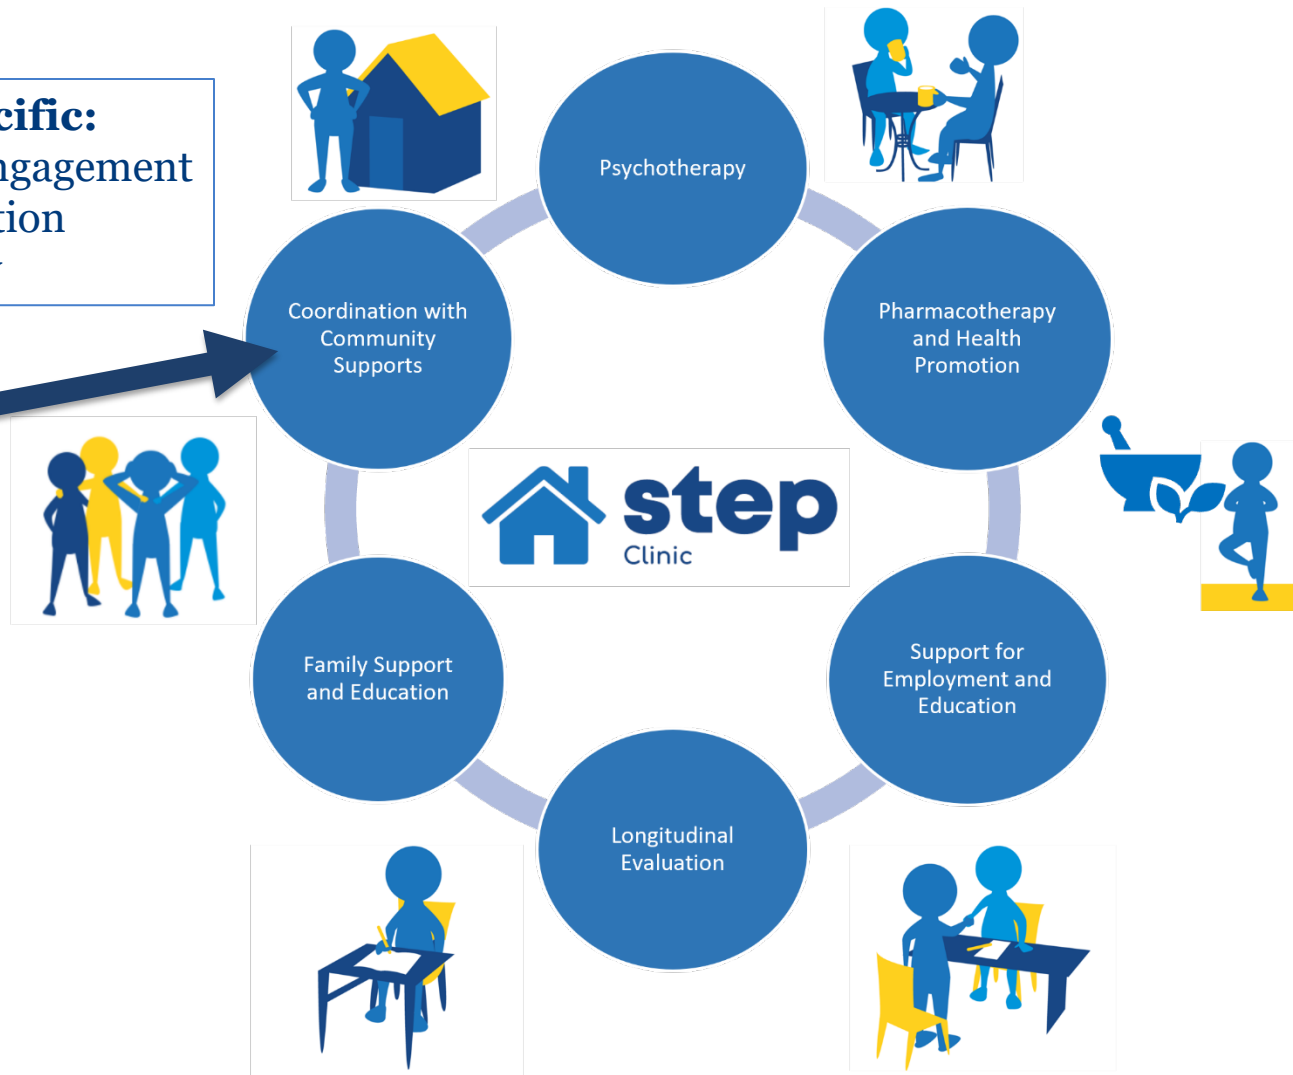 cific:
ngagement
tion
Psychotherapy
Coordination with
Community
Supports
Pharmacotherapy
and Health
Promotion
step
Clinic
Family Support
and Education
Support for
Employment and
Education
Longitudinal
Evaluation